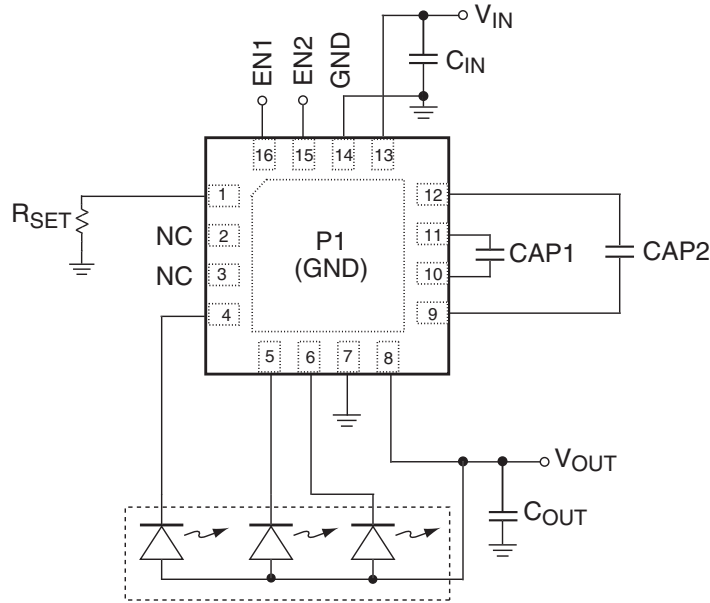 VIN
CIN
EN1
EN2
GND
16
15
14
13
RSET
1
NC
2
NC
3
4
P1
(GND)
12
11
10
9
CAP1
CAP2
5
6
7
8
VOUT
COUT